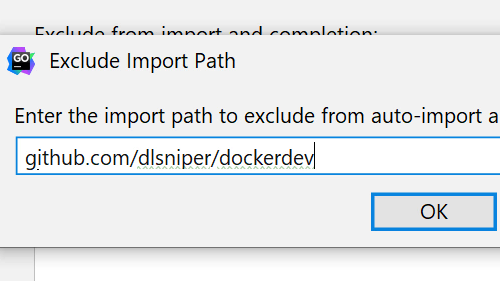 Exclude from import and completion:
GO
Exclude Import Path
Enter the import path to exclude from auto-import a
github.com/dlsniper/dockerdev
OK